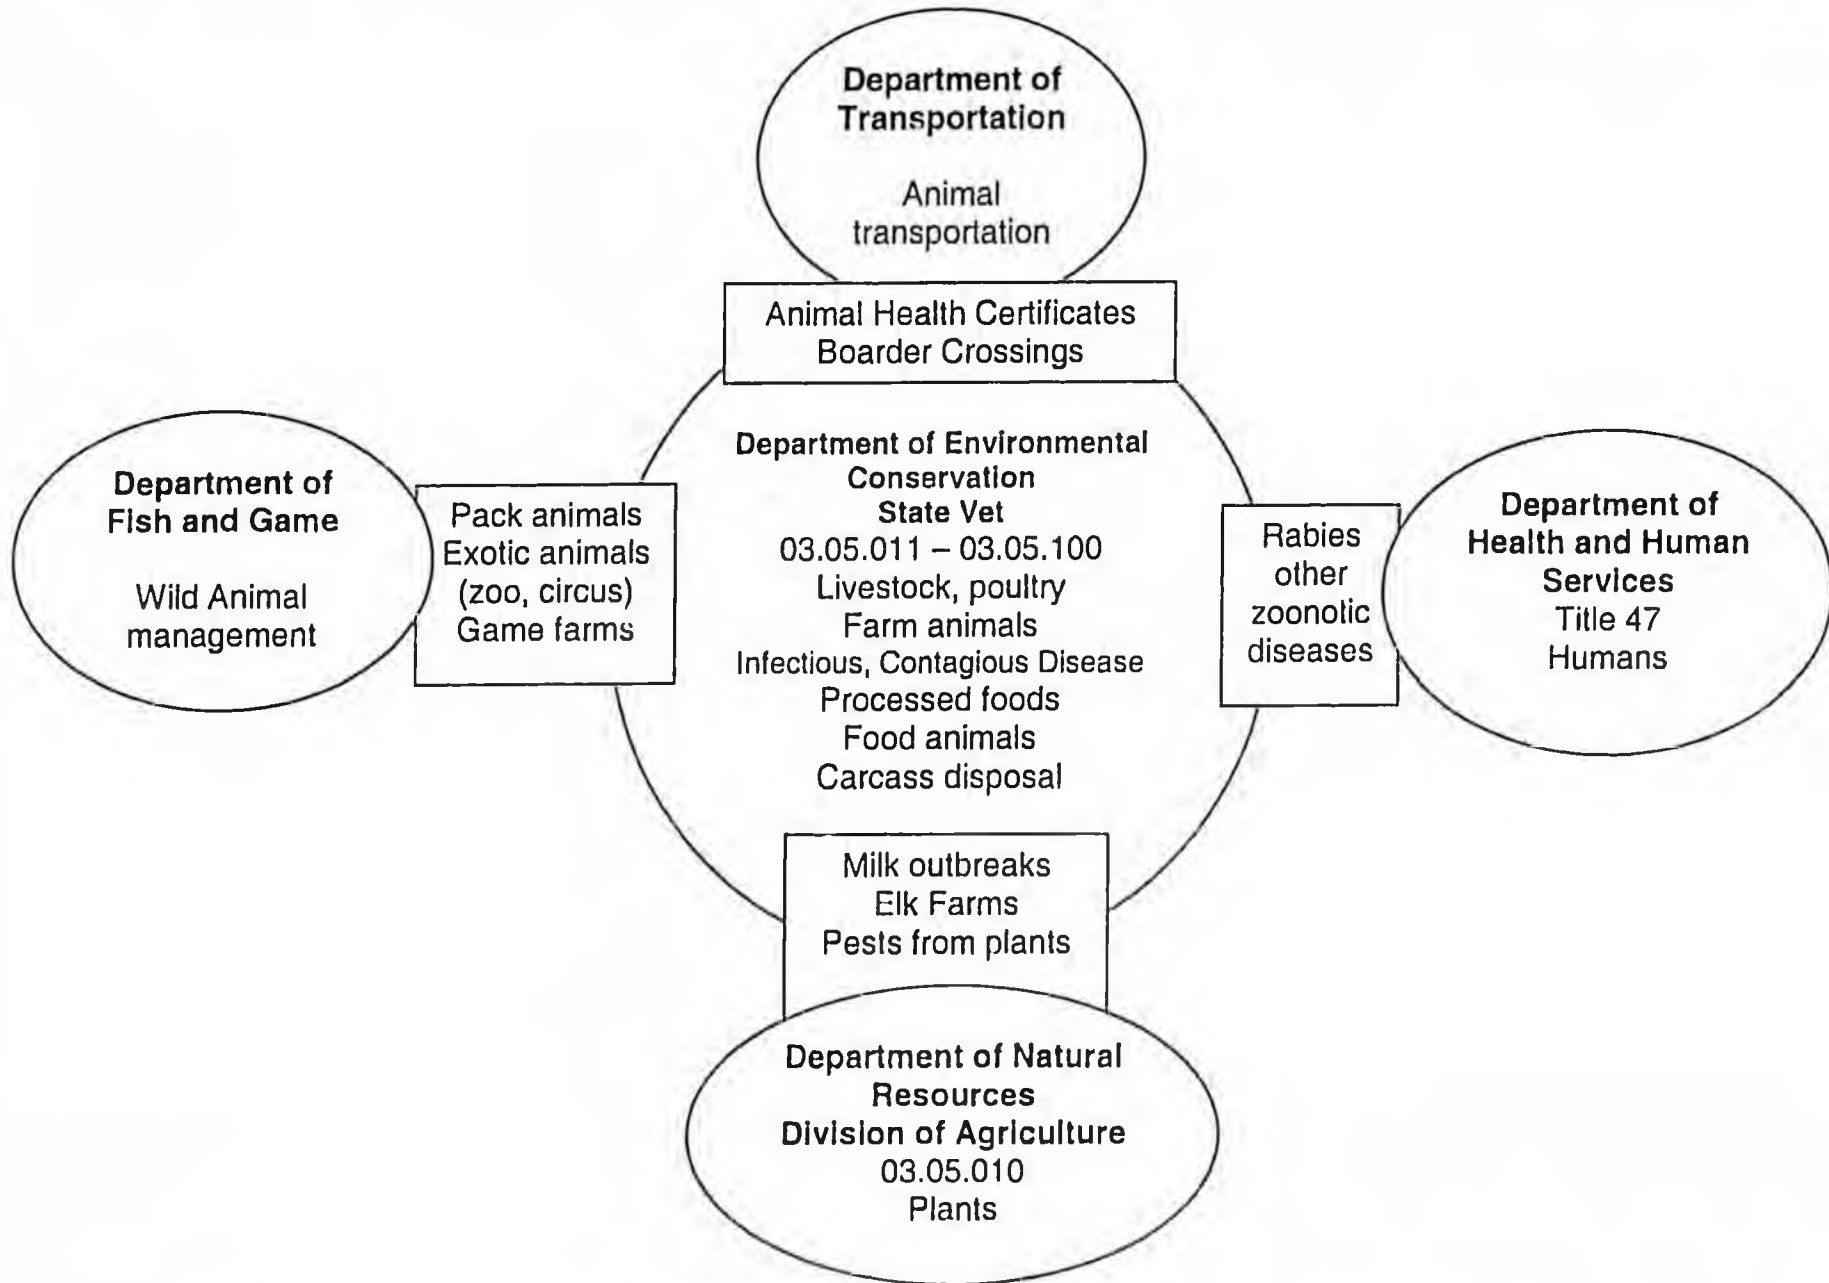 Department of
Transportation
Animal
transportation
Animal Health Certificates
Boarder Crossings
Department of
Fish and Game
Wild Animal
management
Pack animals
Exotic animals
(zoo, circus)
Game farms
Department of Environmental
Conservation
State Vet
03.05.011 – 03.05.100
Livestock, poultry
Farm animals
Infectious, Contagious Disease
Processed foods
Food animals
Carcass disposal
Rabies
other
zoonotic
diseases
Department of
Health and Human
Services
Title 47
Humans
Milk outbreaks
Elk Farms
Pests from plants
Department of Natural
Resources
Division of Agriculture
03.05.010
Plants